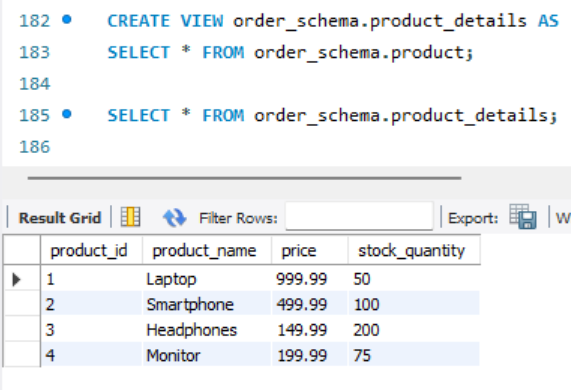 182 CREATE VIEW order_schema.product_details AS
183 SELECT * FROM order_schema.product;
184
185 SELECT * FROM order_schema.product_details;
186
Result Grid Filter Rows: Export: W
product_id product_name price stock_quantity
1 Laptop 999.99 50
2 Smartphone 499.99 100
3 Headphones 149.99 200
4 Monitor 199.99 75